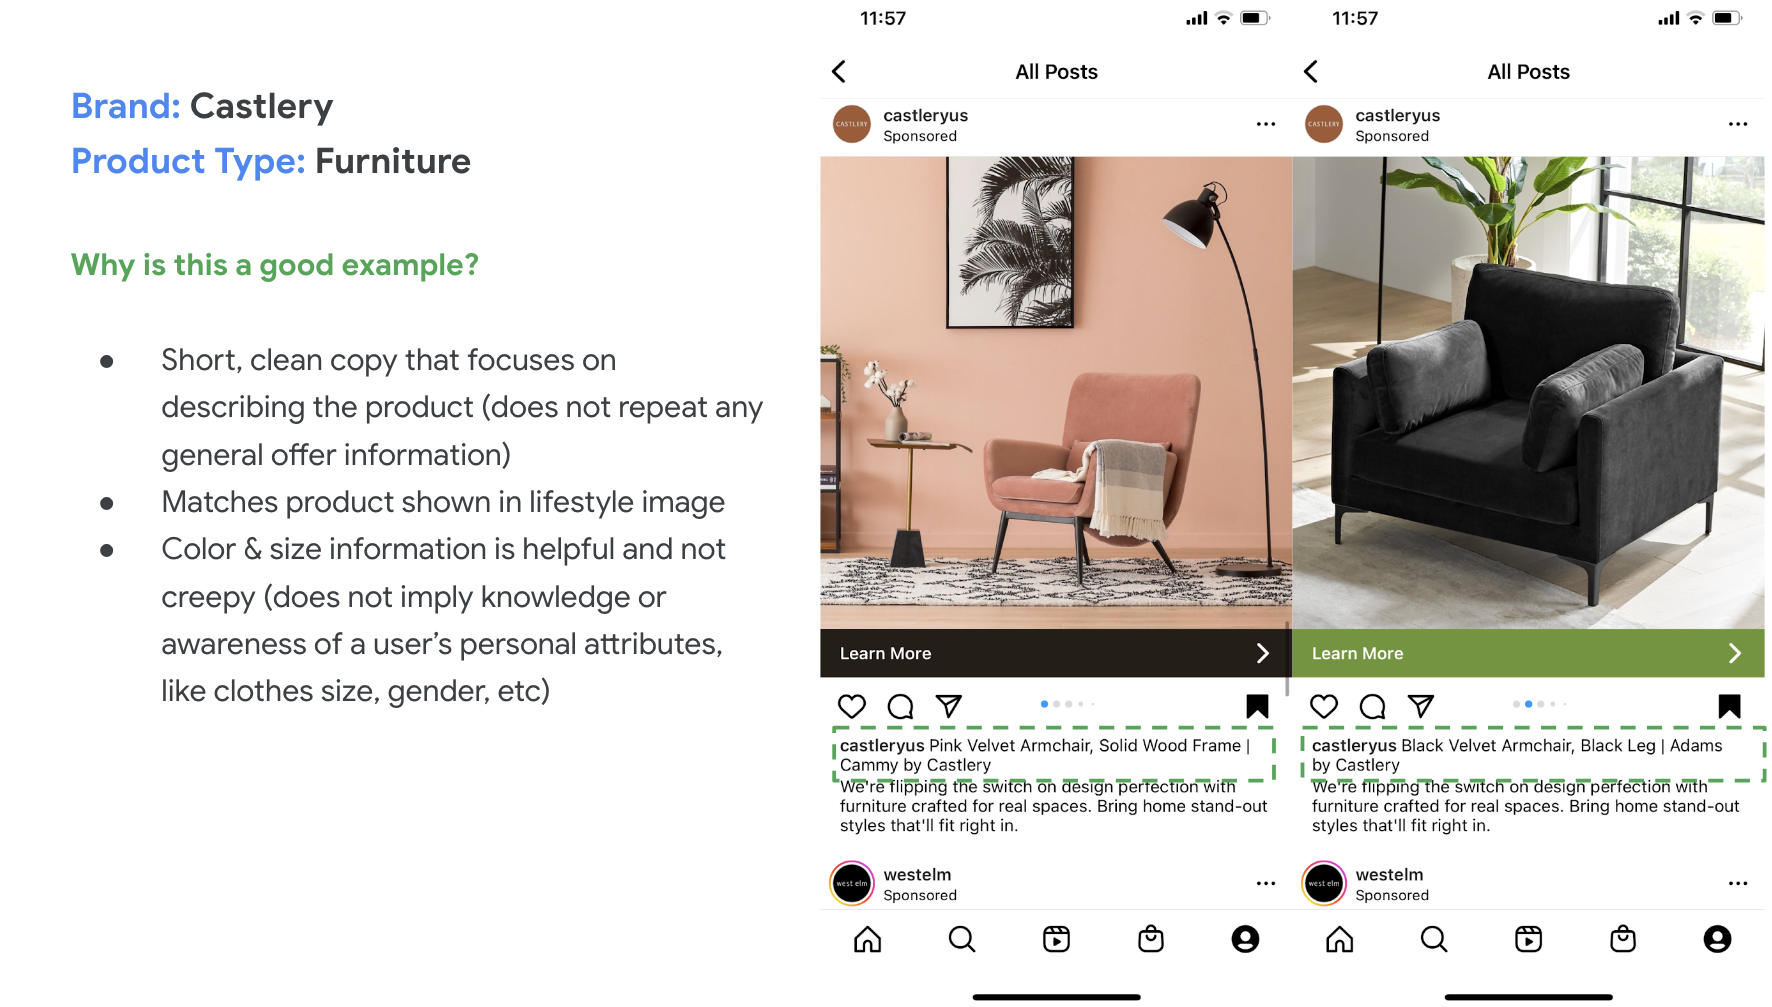 Brand: Castlery
Product Type: Furniture
Why is this a good example?
● Short, clean copy that focuses on
describing the product (does not repeat any
general offer information)
● Matches product shown in lifestyle image
● Color & size information is helpful and not
creepy (does not imply knowledge or
awareness of a user’s personal attributes,
like clothes size, gender, etc)
11:57
All Posts
CASTLERY
castleryus
Sponsored
Learn More
castleryus Pink Velvet Armchair, Solid Wood Frame |
Cammy by Castlery
We're flipping the switch on design perfection with
furniture crafted for real spaces. Bring home stand-out
styles that'll fit right in.
west elm
westelm
Sponsored
11:57
All Posts
CASTLERY
castleryus
Sponsored
Learn More
castleryus Black Velvet Armchair, Black Leg | Adams
by Castlery
We're flipping the switch on design perfection with
furniture crafted for real spaces. Bring home stand-out
styles that'll fit right in.
west elm
westelm
Sponsored